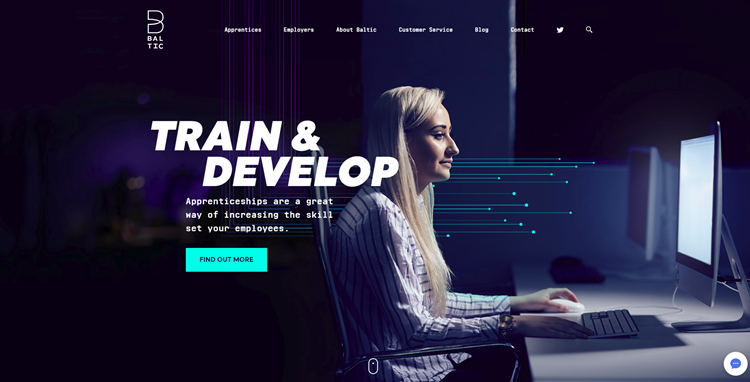 BAL
TIC
Apprentices Employers About Baltic Customer Service Blog Contact
TRAIN &
DEVELOP
Apprenticeships are a great
way of increasing the skill
set your employees.
FIND OUT MORE